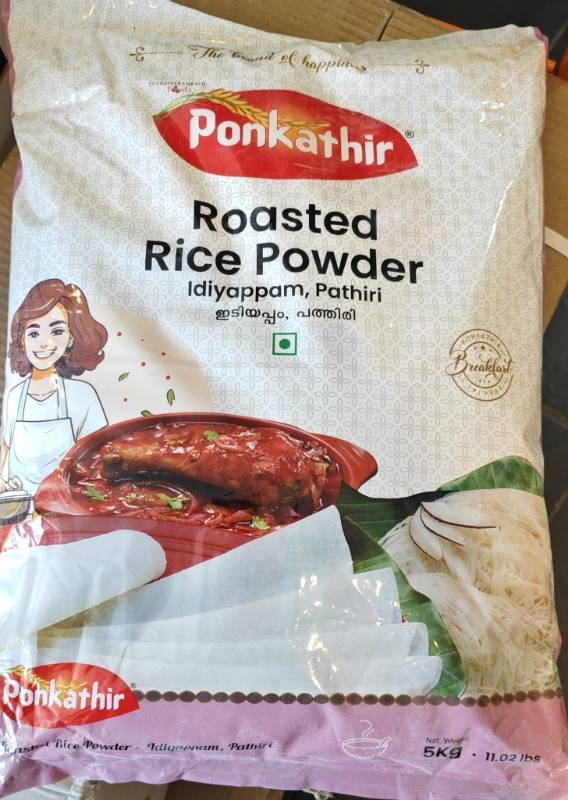 The brand of happiness
Ponkathir®
Roasted
Rice Powder
Idiyappam, Pathiri
ഇടിയപ്പം, പത്തിരി
PONKATHIR
Breakfast
Ponkathir®
Roasted Rice Powder - Idiyappam, Pathiri
Net. Weight
5Kg · 11.02 lbs